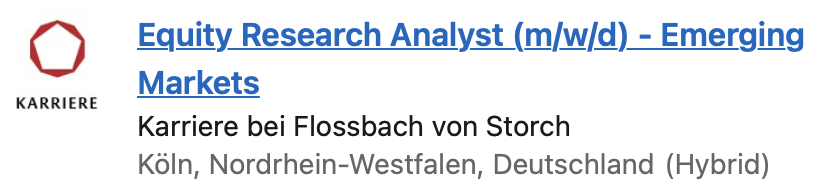 Equity Research Analyst (m/w/d) - Emerging
Markets
KARRIERE
Karriere bei Flossbach von Storch
Köln, Nordrhein-Westfalen, Deutschland (Hybrid)